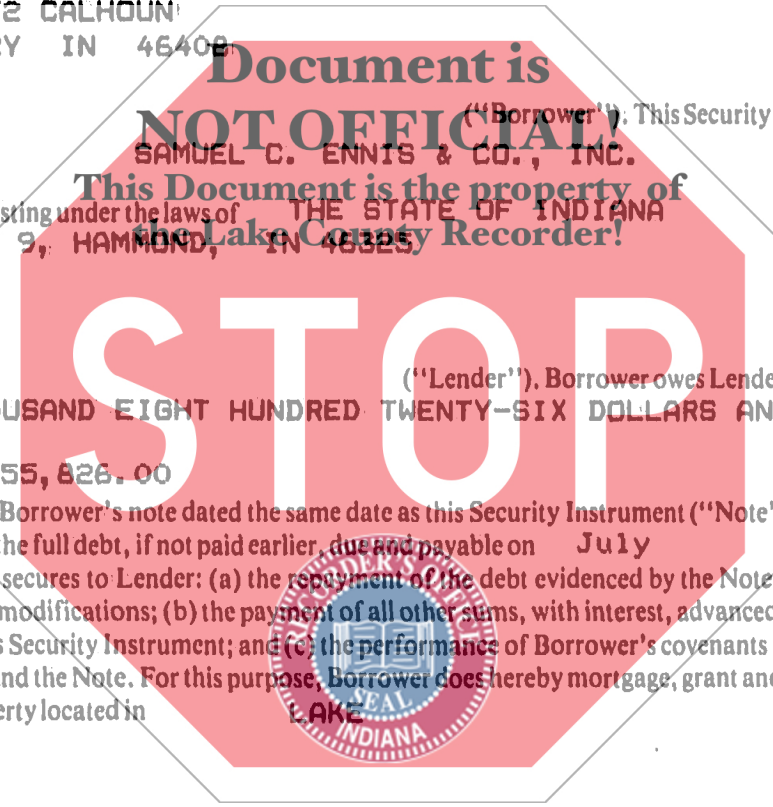 2 CALHOUN
Y IN 46408
Document is
("Borrower"). This Security
NOT OFFICIAL!
SAMUEL C. ENNIS & CO., INC.
This Document is the property of
sting under the laws of THE STATE OF INDIANA
the Lake County Recorder!
9, HAMMOND, IN 46325
STOP
("Lender"). Borrower owes Lende
USAND EIGHT HUNDRED TWENTY-SIX DOLLARS AN
55,826.00
Borrower's note dated the same date as this Security Instrument ("Note"
he full debt, if not paid earlier, due and payable on July
secures to Lender: (a) the repayment of the debt evidenced by the Note
modifications; (b) the payment of all other sums, with interest, advanced
s Security Instrument; and (c) the performance of Borrower's covenants
nd the Note. For this purpose, Borrower does hereby mortgage, grant and
erty located in LAKE
RECORDER'S OFFICE
SEAL
INDIANA